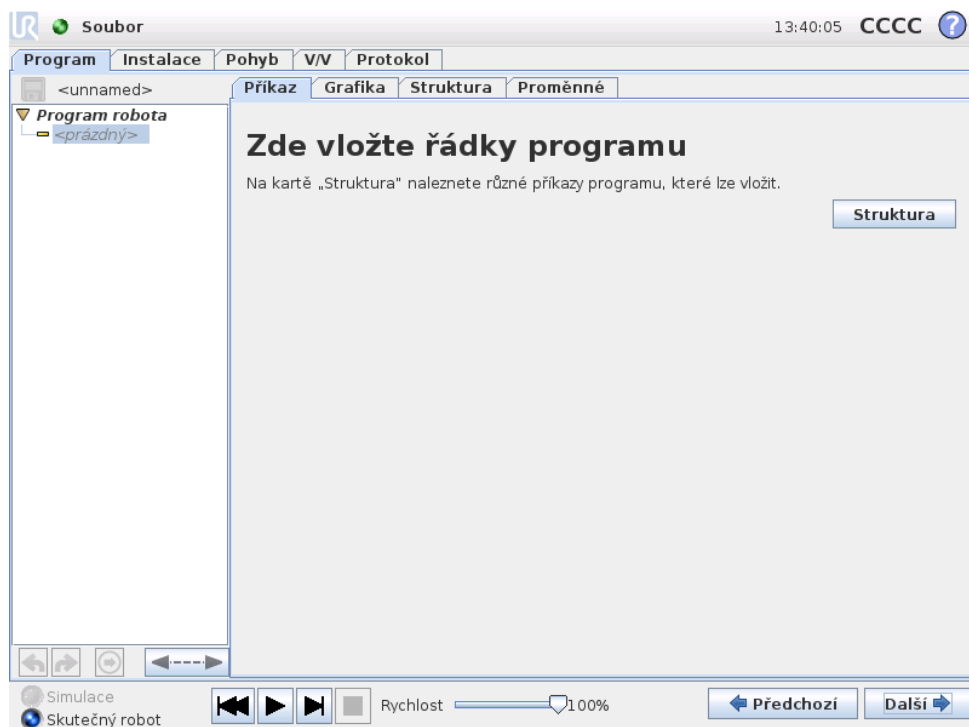 UR Soubor 13:40:05 CCCC ?
Program Instalace Pohyb V/V Protokol
<unnamed>
Příkaz Grafika Struktura Proměnné
Program robota
<prázdný>
Zde vložte řádky programu
Na kartě „Struktura" naleznete různé příkazy programu, které lze vložit.
Struktura
Simulace
Skutečný robot
Rychlost 100%
Předchozí Další